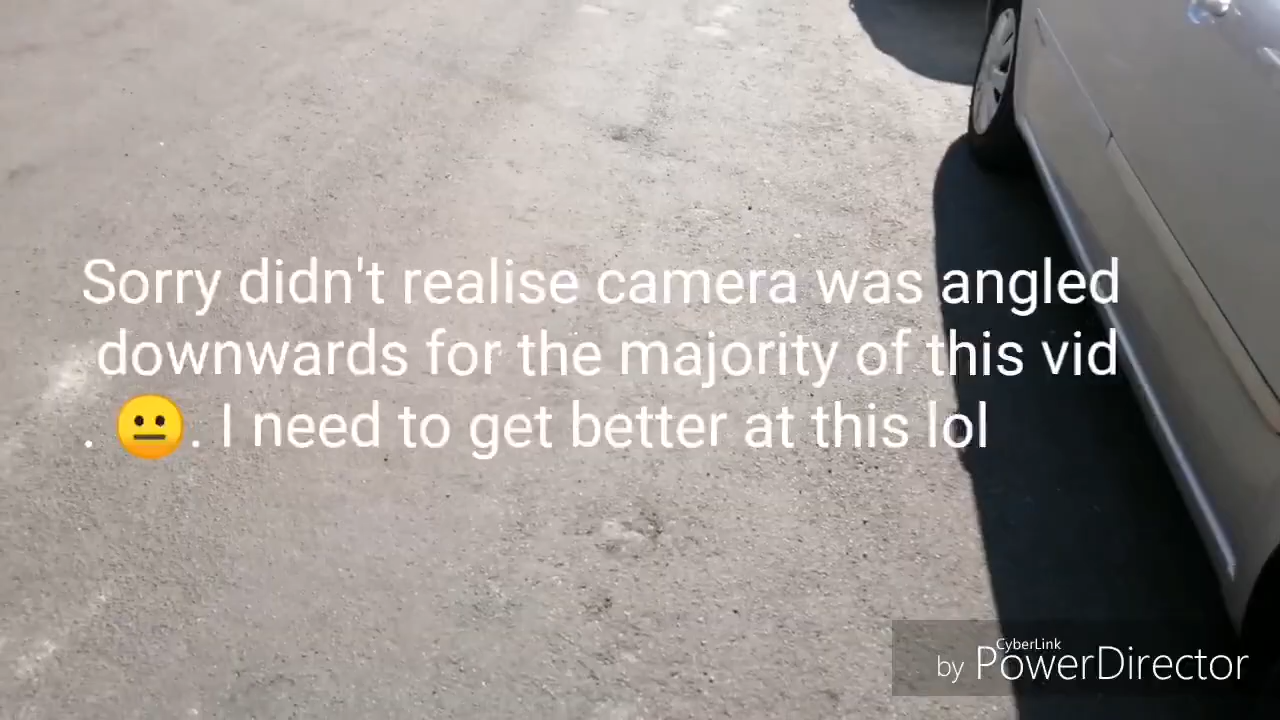 Sorry didn't realise camera was angled
downwards for the majority of this vid
. 😐. I need to get better at this lol
CyberLink
by PowerDirector